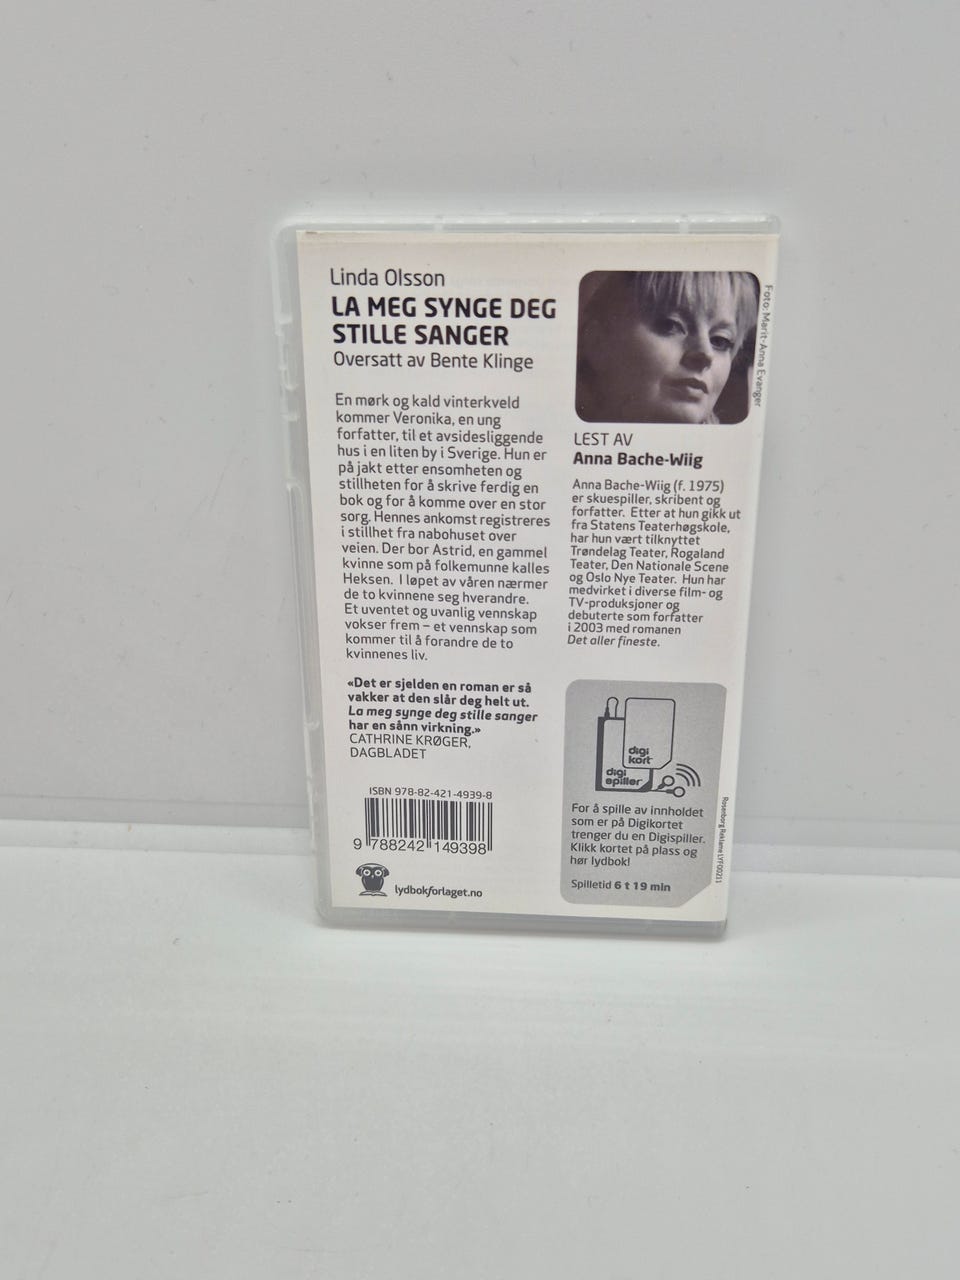 Linda Olsson
LA MEG SYNGE DEG
STILLE SANGER
Oversatt av Bente Klinge
En mørk og kald vinterkveld
kommer Veronika, en ung
forfatter, til et avsidesliggende
hus i en liten by i Sverige. Hun er
på jakt etter ensomheten og
stillheten for å skrive ferdig en
bok og for å komme over en stor
sorg. Hennes ankomst registreres
i stillhet fra nabohuset over
veien. Der bor Astrid, en gammel
kvinne som på folkemunne kalles
Heksen. I løpet av våren nærmer
de to kvinnene seg hverandre.
Et uventet og uvanlig vennskap
vokser frem – et vennskap som
kommer til å forandre de to
kvinnenes liv.
«Det er sjelden en roman er så
vakker at den slår deg helt ut.
La meg synge deg stille sanger
har en sånn virkning.»
CATHRINE KRØGER,
DAGBLADET
ISBN 978-82-421-4939-8
9 788242 149398
lydbokforlaget.no
Foto: Marit-Anna Evanger
LEST AV
Anna Bache-Wiig
Anna Bache-Wiig (f. 1975)
er skuespiller, skribent og
forfatter. Etter at hun gikk ut
fra Statens Teaterhøgskole,
har hun vært tilknyttet
Trøndelag Teater, Rogaland
Teater, Den Nationale Scene
og Oslo Nye Teater. Hun har
medvirket i diverse film- og
TV-produksjoner og
debuterte som forfatter
i 2003 med romanen
Det aller fineste.
digi
kort
digi
spiller
For å spille av innholdet
som er på Digikortet
trenger du en Digispiller.
Klikk kortet på plass og
hør lydbok!
Spilletid 6 t 19 min
Rosenborg Reklame LYF00211